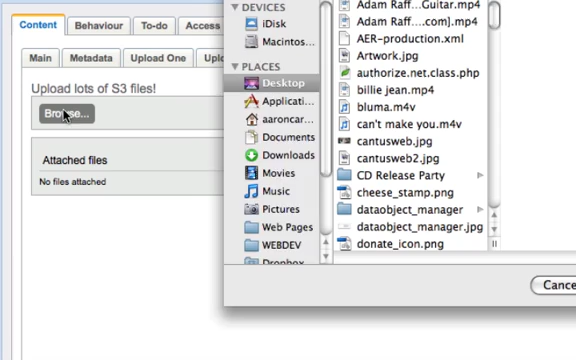 Content Behaviour To-do Access
Main Metadata Upload One
Upload lots of S3 files!
Attached files
No files attached
DEVICES
iDisk
Macintos...
PLACES
Desktop
Applicati...
aaroncar...
Documents
Downloads
Movies
Music
Pictures
Web Pages
WEBDEV
Dropbox
Adam Raff...Guitar.mp4
Adam Raff....com].mp4
AER-production.xml
Artwork.jpg
authorize.net.class.php
billie jean.mp4
bluma.m4v
can't make you.m4v
cantusweb.jpg
cantusweb2.jpg
CD Release Party
cheese_stamp.png
dataobject_manager
dataobject_manager.jpg
donate_icon.png